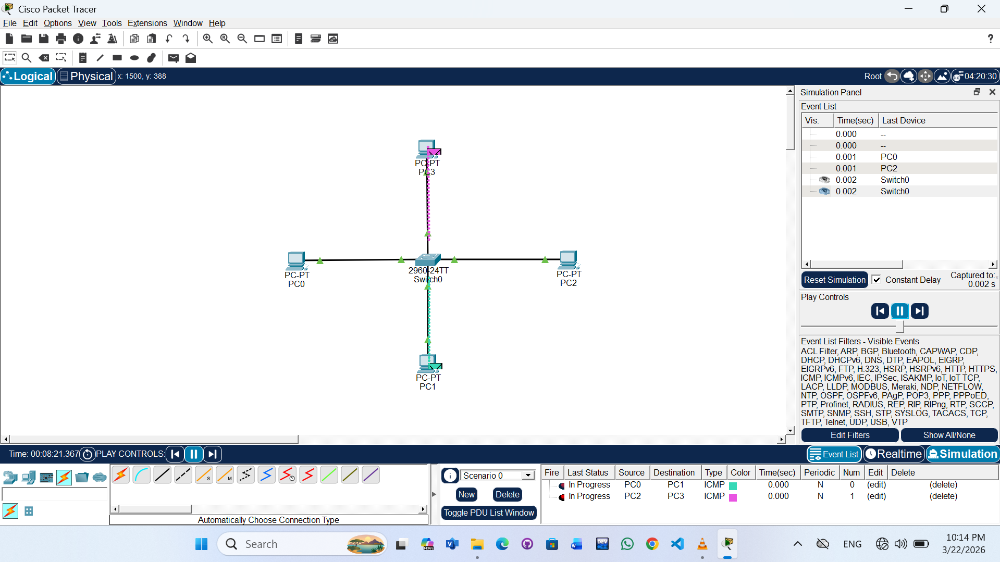 Cisco Packet Tracer
File Edit Options View Tools Extensions Window Help
?
Logical Physical x: 1500, y: 388 Root 04:20:30
Simulation Panel
Event List
Vis. Time(sec) Last Device
0.000 --
0.000 --
0.001 PC0
0.001 PC2
0.002 Switch0
0.002 Switch0
PC-PT
PC3
PC-PT
PC0
2960-24TT
Switch0
PC-PT
PC2
PC-PT
PC1
Reset Simulation Constant Delay Captured to:
0.002 s
Play Controls
Event List Filters - Visible Events
ACL Filter, ARP, BGP, Bluetooth, CAPWAP, CDP,
DHCP, DHCPv6, DNS, DTP, EAPOL, EIGRP,
EIGRPv6, FTP, H.323, HSRP, HSRPv6, HTTP, HTTPS,
ICMP, ICMPv6, IEC, IPSec, ISAKMP, IoT, IoT TCP,
LACP, LLDP, MODBUS, Meraki, NDP, NETFLOW,
NTP, OSPF, OSPFv6, PAgP, POP3, PPP, PPPoED,
PTP, Profinet, RADIUS, REP, RIP, RIPng, RTP, SCCP,
SMTP, SNMP, SSH, STP, SYSLOG, TACACS, TCP,
TFTP, Telnet, UDP, USB, VTP
Edit Filters Show All/None
Time: 00:08:21.367 PLAY CONTROLS: Event List Realtime Simulation
Scenario 0
New Delete
Toggle PDU List Window
Automatically Choose Connection Type
Fire Last Status Source Destination Type Color Time(sec) Periodic Num Edit Delete
In Progress PC0 PC1 ICMP 0.000 N 0 (edit) (delete)
In Progress PC2 PC3 ICMP 0.000 N 1 (edit) (delete)
Search M365 DEV ENG 10:14 PM
3/22/2026